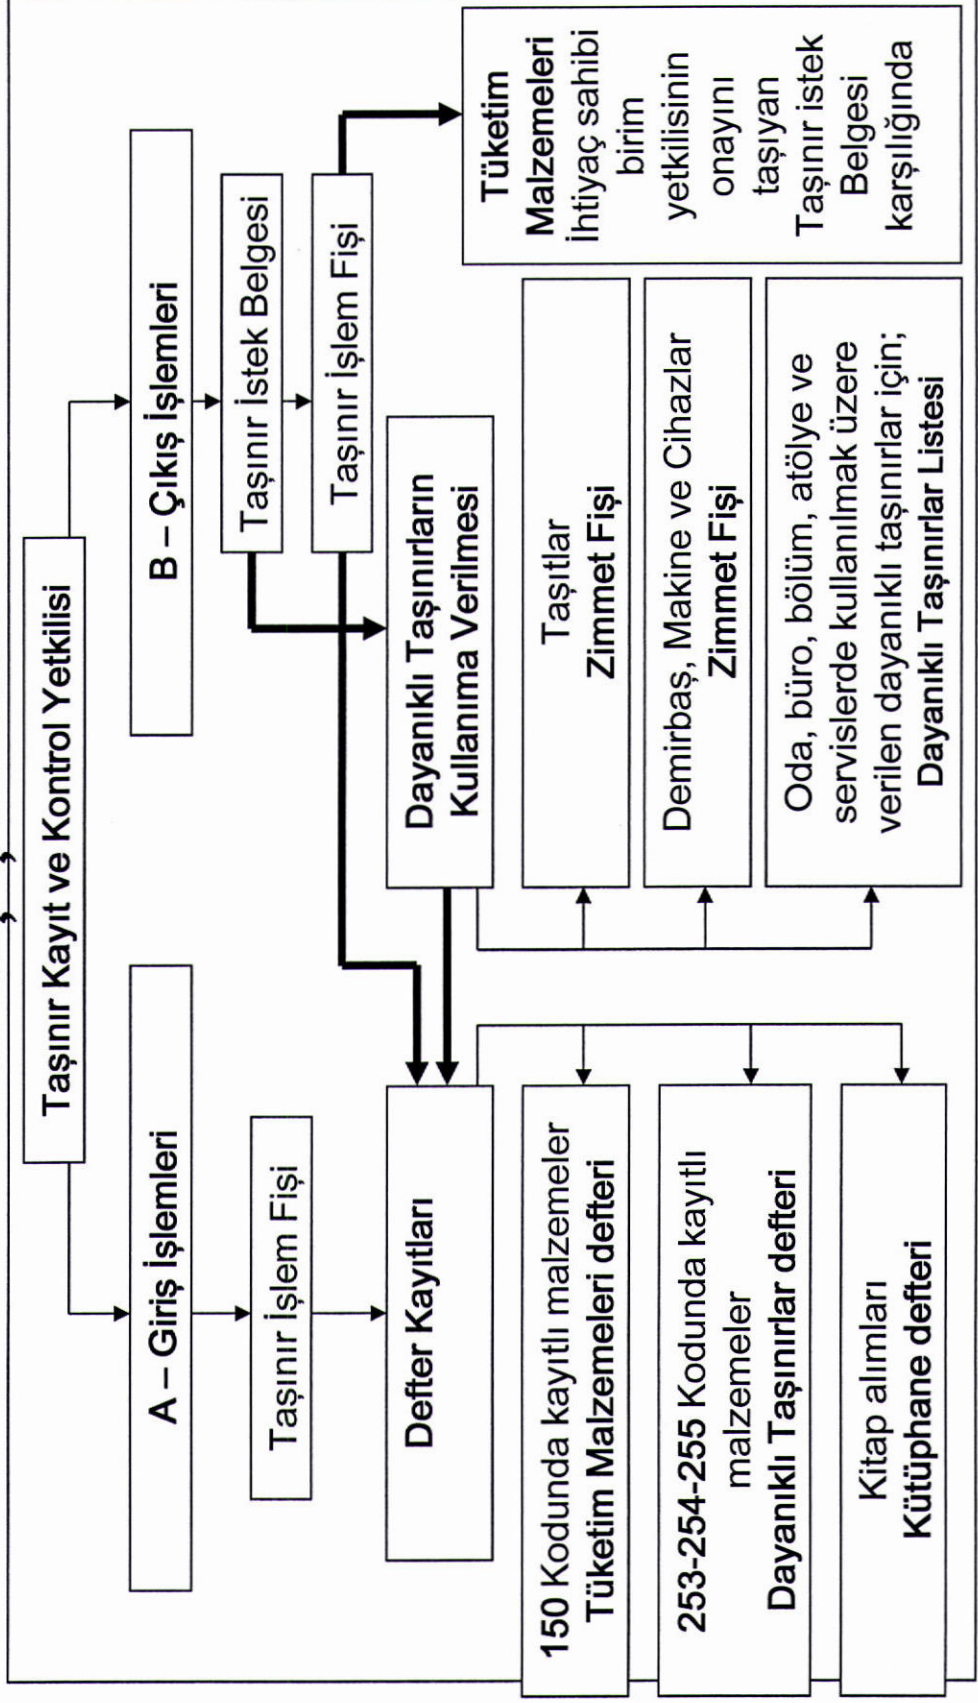 Taşınır Kayıt ve Kontrol Yetkilisi
A – Giriş İşlemleri
Taşınır İşlem Fişi
Defter Kayıtları
150 Kodunda kayıtlı malzemeler
Tüketim Malzemeleri defteri
253-254-255 Kodunda kayıtlı
malzemeler
Dayanıklı Taşınırlar defteri
Kitap alımları
Kütüphane defteri
B – Çıkış İşlemleri
Taşınır İstek Belgesi
Taşınır İşlem Fişi
Dayanıklı Taşınırların
Kullanıma Verilmesi
Taşıtlar
Zimmet Fişi
Demirbaş, Makine ve Cihazlar
Zimmet Fişi
Oda, büro, bölüm, atölye ve
servislerde kullanılmak üzere
verilen dayanıklı taşınırlar için;
Dayanıklı Taşınırlar Listesi
Tüketim
Malzemeleri
İhtiyaç sahibi
birim
yetkilisinin
onayını
taşıyan
Taşınır istek
Belgesi
karşılığında